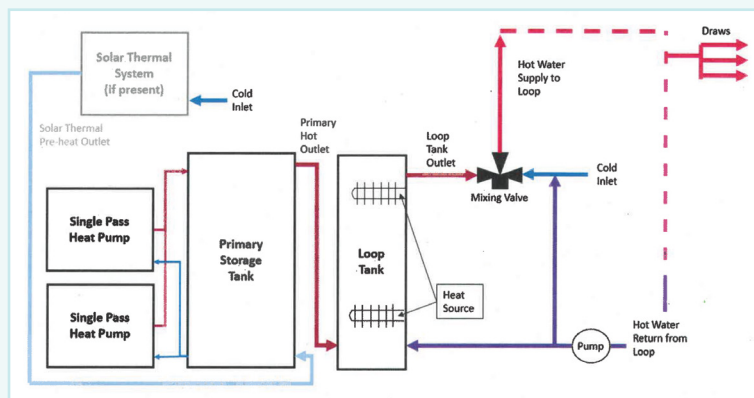 Solar Thermal
System
(if present)
Cold
Inlet
Solar Thermal
Pre-heat Outlet
Single Pass
Heat Pump
Single Pass
Heat Pump
Primary
Storage
Tank
Primary
Hot
Outlet
Loop
Tank
Heat
Source
Loop
Tank
Outlet
Hot Water
Supply to
Loop
Mixing Valve
Cold
Inlet
Draws
Pump
Hot Water
Return from
Loop